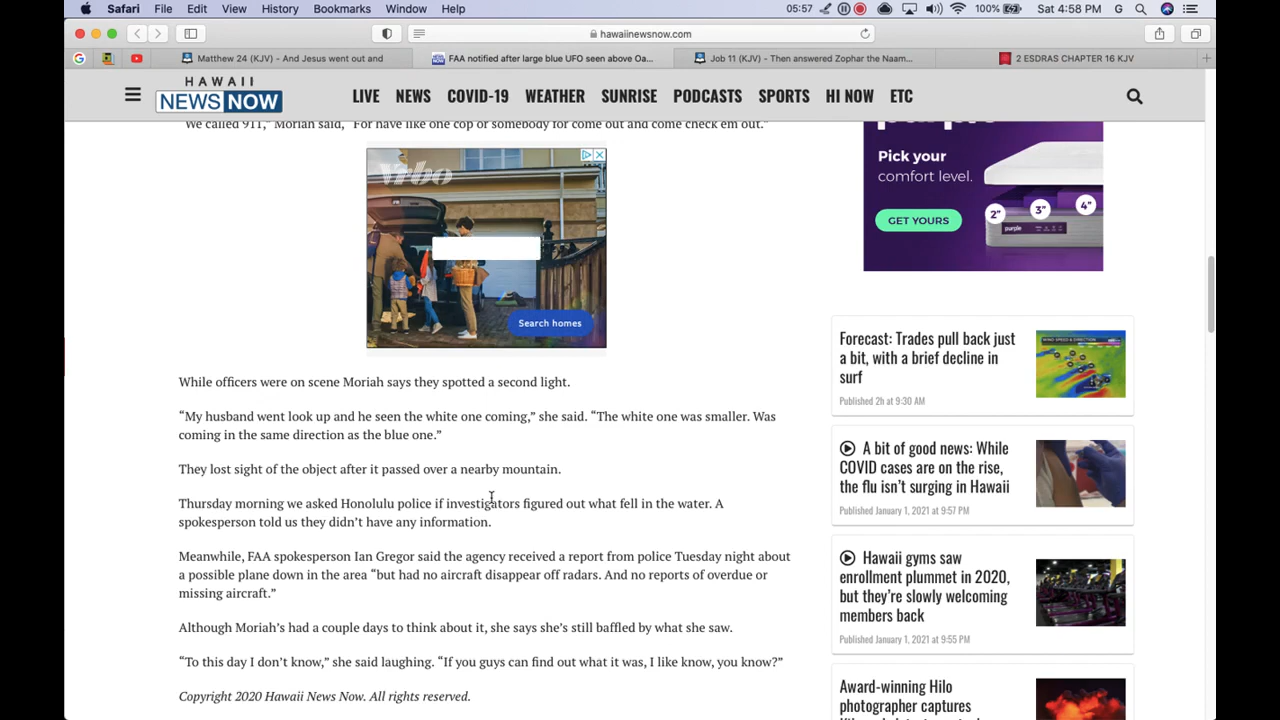 Safari File Edit View History Bookmarks Window Help 05:57 100% Sat 4:58 PM G
hawaiinewsnow.com
Matthew 24 (KJV) - And Jesus went out and
FAA notified after large blue UFO seen above Oa...
Job 11 (KJV) - Then answered Zophar the Naam...
2 ESDRAS CHAPTER 16 KJV
HAWAII
NEWS NOW
LIVE NEWS COVID-19 WEATHER SUNRISE PODCASTS SPORTS HI NOW ETC
"We called 911," Moriah said, "For have like one cop or somebody for come out and come check em out."
Vrbo
Search homes
While officers were on scene Moriah says they spotted a second light.
“My husband went look up and he seen the white one coming,” she said. “The white one was smaller. Was
coming in the same direction as the blue one.”
They lost sight of the object after it passed over a nearby mountain.
Thursday morning we asked Honolulu police if investigators figured out what fell in the water. A
spokesperson told us they didn’t have any information.
Meanwhile, FAA spokesperson Ian Gregor said the agency received a report from police Tuesday night about
a possible plane down in the area “but had no aircraft disappear off radars. And no reports of overdue or
missing aircraft.”
Although Moriah’s had a couple days to think about it, she says she’s still baffled by what she saw.
“To this day I don’t know,” she said laughing. “If you guys can find out what it was, I like know, you know?”
Copyright 2020 Hawaii News Now. All rights reserved.
purple
Pick your
comfort level.
GET YOURS
2" 3" 4"
purple
Forecast: Trades pull back just
a bit, with a brief decline in
surf
Published 2h at 9:30 AM
WIND SPEED & DIRECTION
A bit of good news: While
COVID cases are on the rise,
the flu isn’t surging in Hawaii
Published January 1, 2021 at 9:57 PM
Hawaii gyms saw
enrollment plummet in 2020,
but they’re slowly welcoming
members back
Published January 1, 2021 at 9:55 PM
Award-winning Hilo
photographer captures